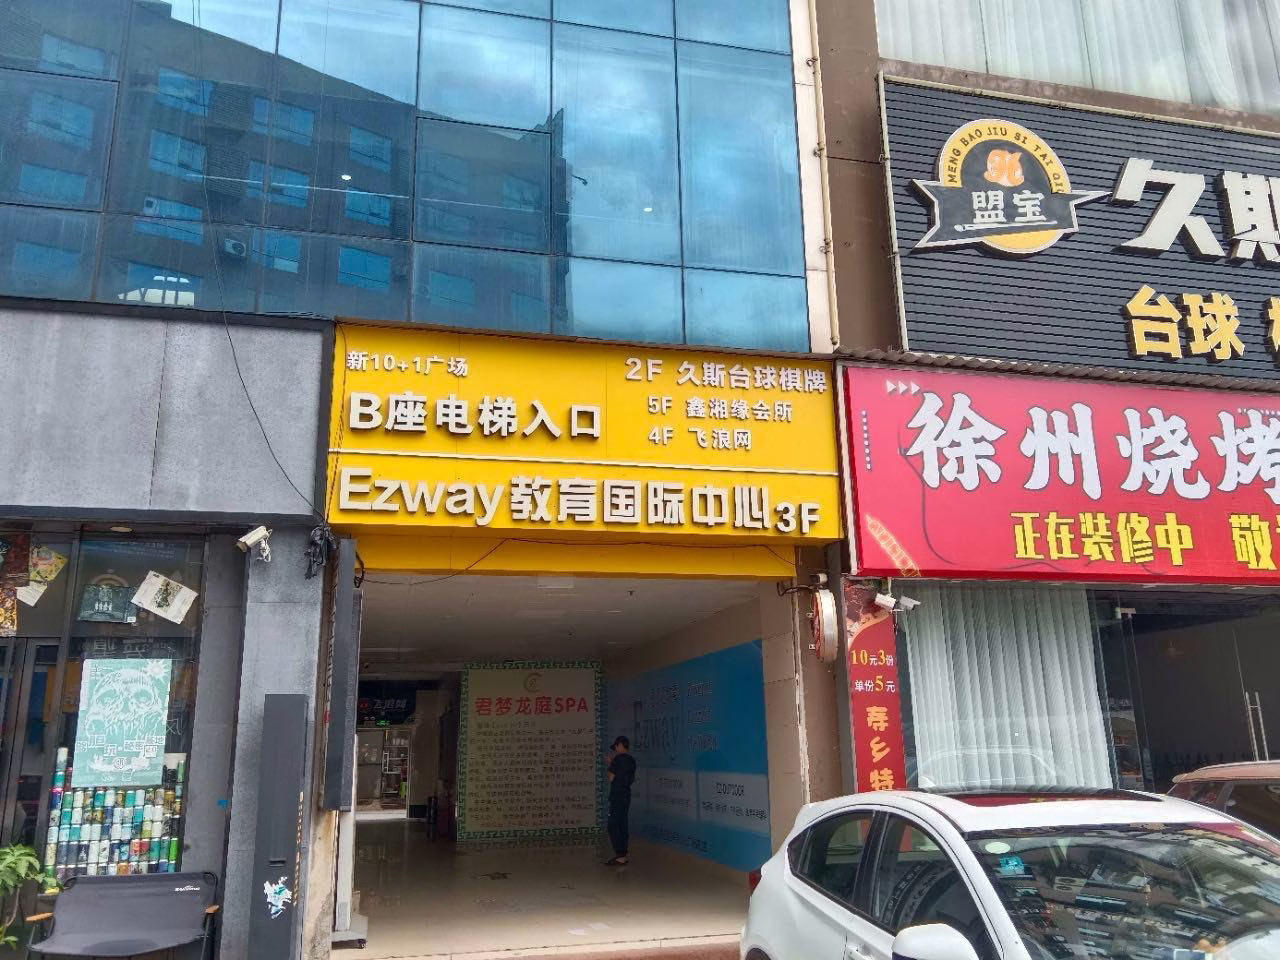 MENG BAO JIU SI TAI QIU
盟宝
久斯
台球
新10+1广场
B座电梯入口
2F 久斯台球棋牌
5F 鑫湘缘会所
4F 飞浪网
Ezway教育国际中心3F
徐州烧烤
正在装修中 敬
10元3份
单份5元
孝乡特
君梦龙庭SPA
Ezway